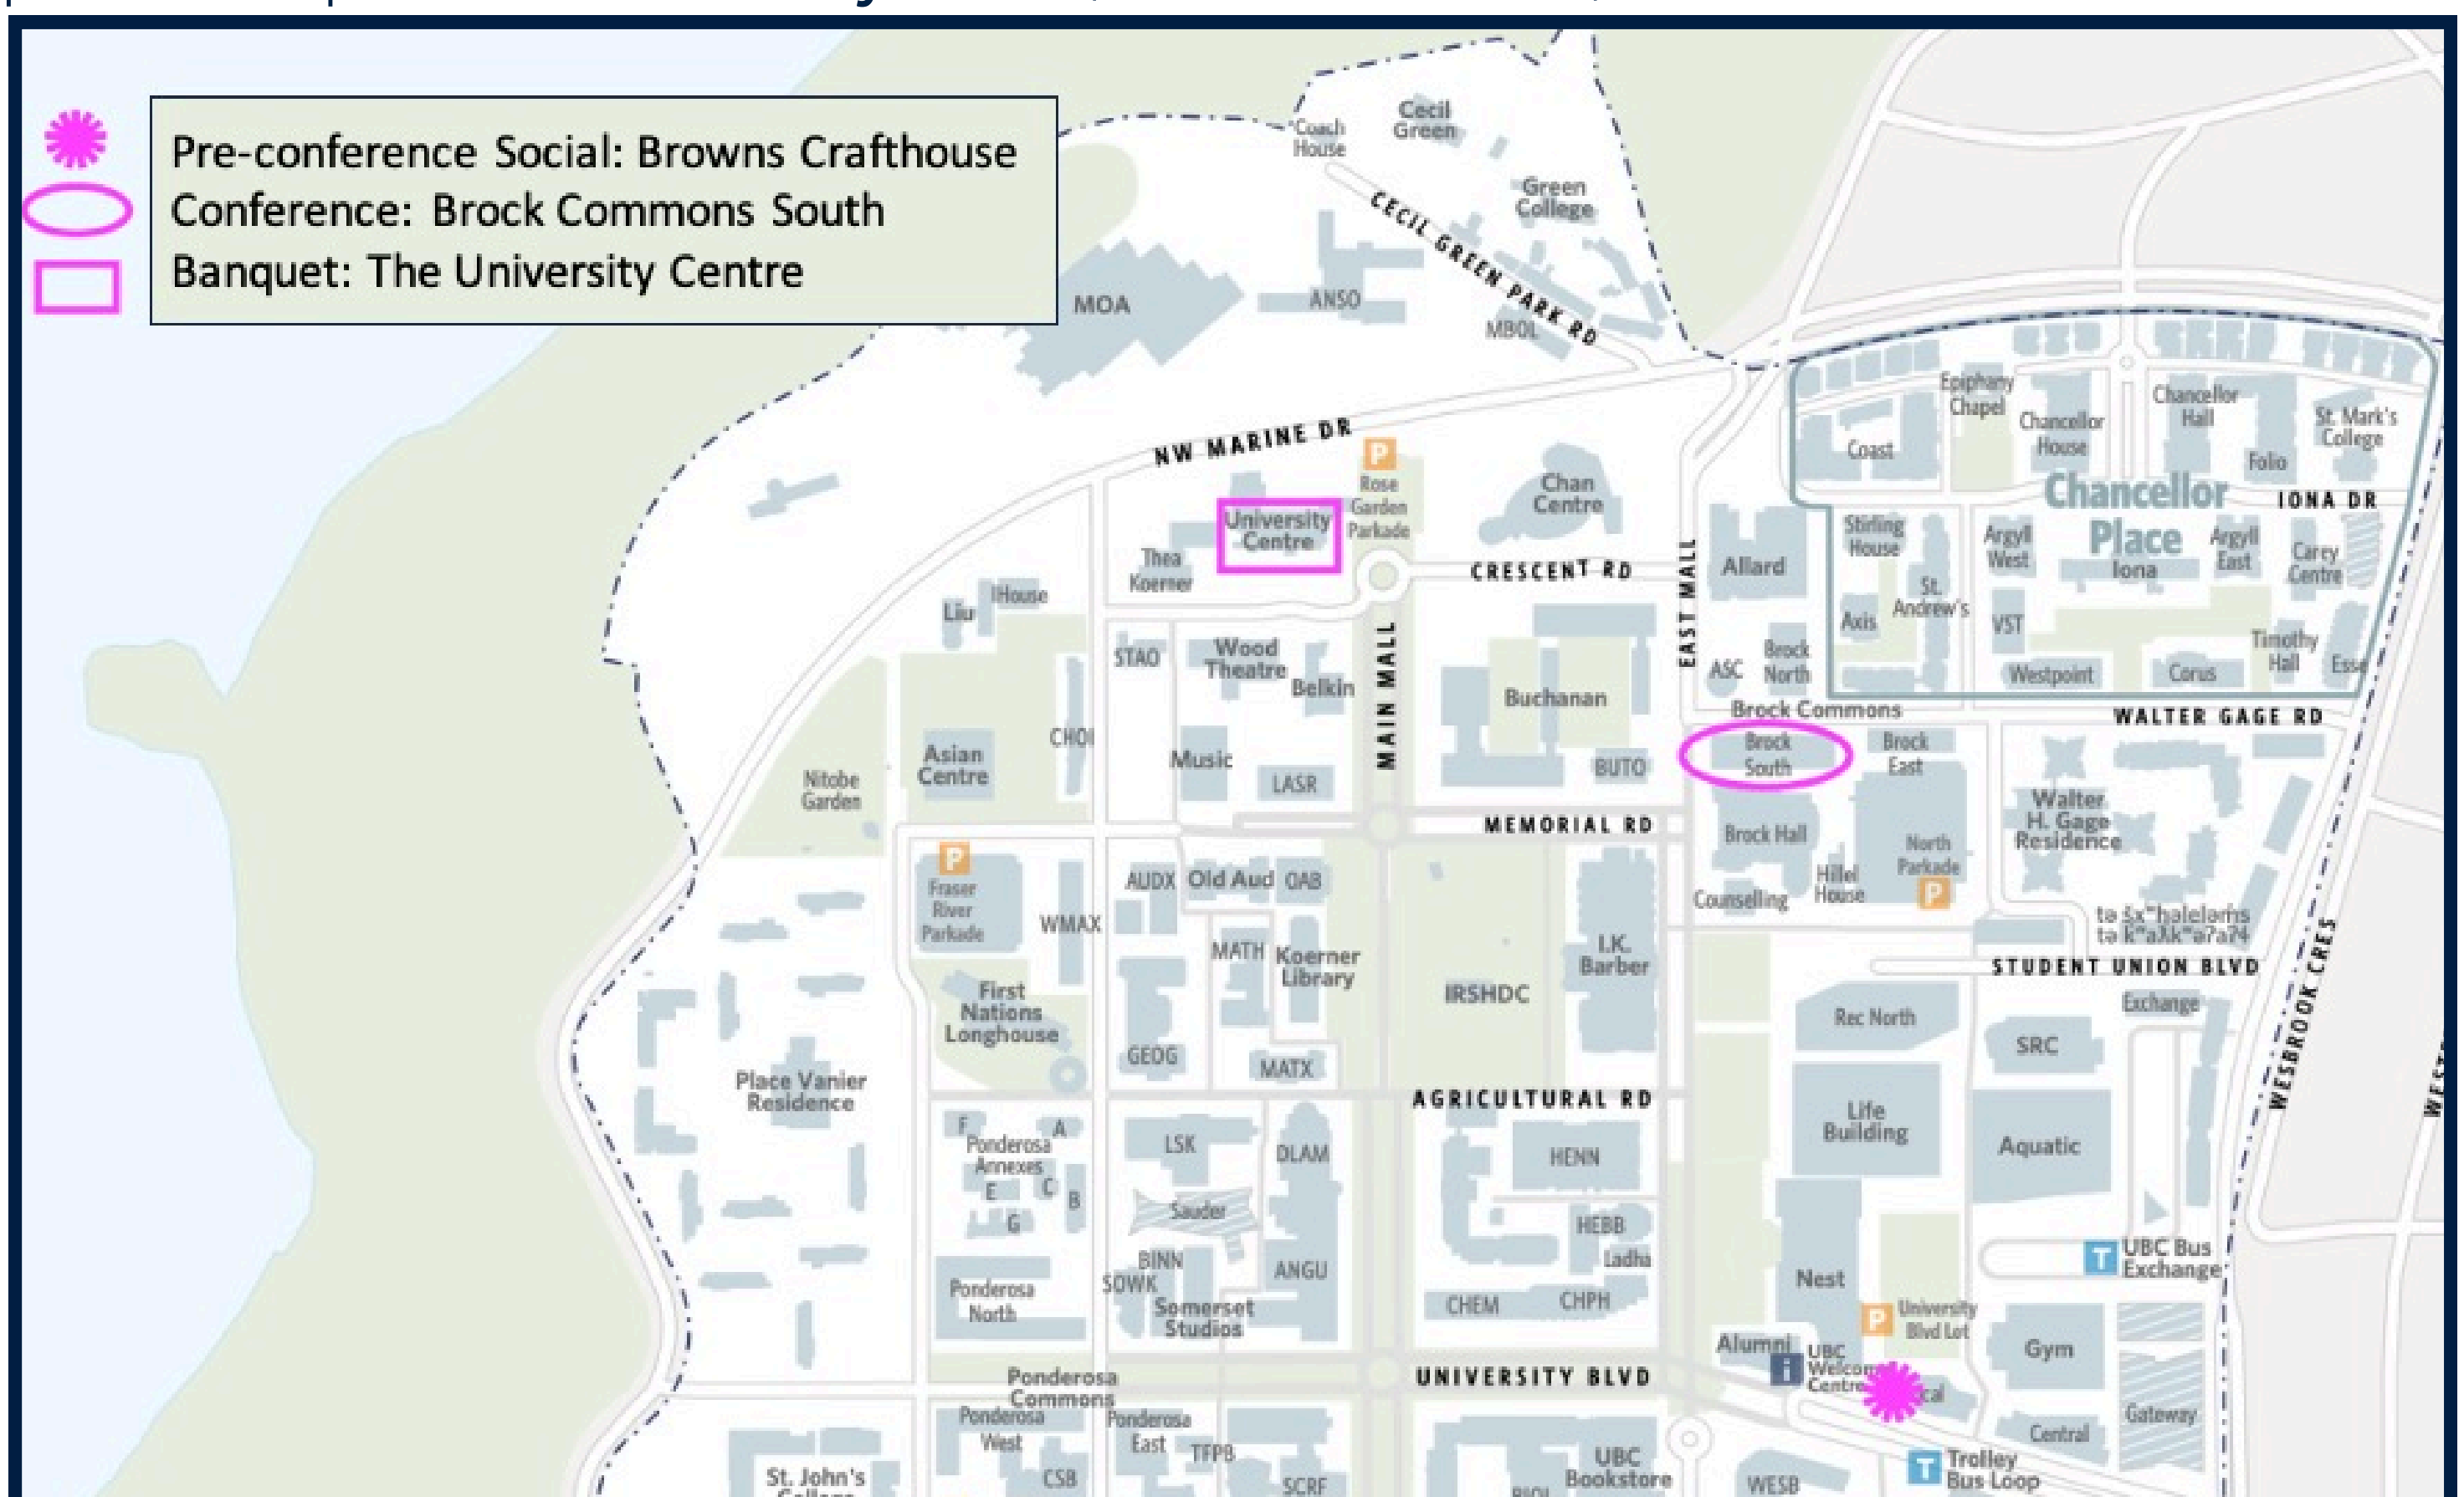 Pre-conference Social: Browns Crafthouse
Conference: Brock Commons South
Banquet: The University Centre
Coach
House
Cecil
Green
Green
College
CECIL GREEN PARK RD
MOA
ANSO
MBOL
NW MARINE DR
P
Rose
Garden
Parkade
University
Centre
Thea
Koerner
Chan
Centre
CRESCENT RD
EAST MALL
Allard
Coast
Epiphany
Chapel
Chancellor
House
Chancellor
Hall
Folio
St. Mark's
College
Chancellor
Place
IONA DR
Stirling
House
Argyll
West
Iona
Argyll
East
Carey
Centre
St.
Andrew's
Axis
VST
Timothy
Hall
Westpoint
Corus
Liu
IHouse
STAO
Wood
Theatre
Belkin
MAIN MALL
Buchanan
ASC
Brock
North
Brock Commons
WALTER GAGE RD
Brock
South
Brock
East
Asian
Centre
Nitobe
Garden
Music
LASR
BUTO
MEMORIAL RD
Brock Hall
North
Parkade
P
Hillel
House
Counselling
Walter
H. Gage
Residence
P
Fraser
River
Parkade
WMAX
AUDX
Old Aud
OAB
MATH
Koerner
Library
I.K.
Barber
IRSHDC
STUDENT UNION BLVD
WESBROOK CRES
First
Nations
Longhouse
GEOG
MATX
Rec North
SRC
Exchange
Place Vanier
Residence
AGRICULTURAL RD
F
A
Ponderosa
Annexes
E
C
B
G
LSK
DLAM
HENN
Life
Building
Aquatic
Sauder
HEBB
Ladha
BINN
SOWK
ANGU
Somerset
Studios
Ponderosa
North
CHEM
CHPH
Nest
T
UBC Bus
Exchange
P
University
Blvd Lot
Alumni
i
UBC
Centre
Gym
UNIVERSITY BLVD
Ponderosa
Commons
Ponderosa
West
Ponderosa
East
TFPB
CSB
SCRF
UBC
Bookstore
WESB
Central
Gateway
T
Trolley
Bus Loop
St. John's